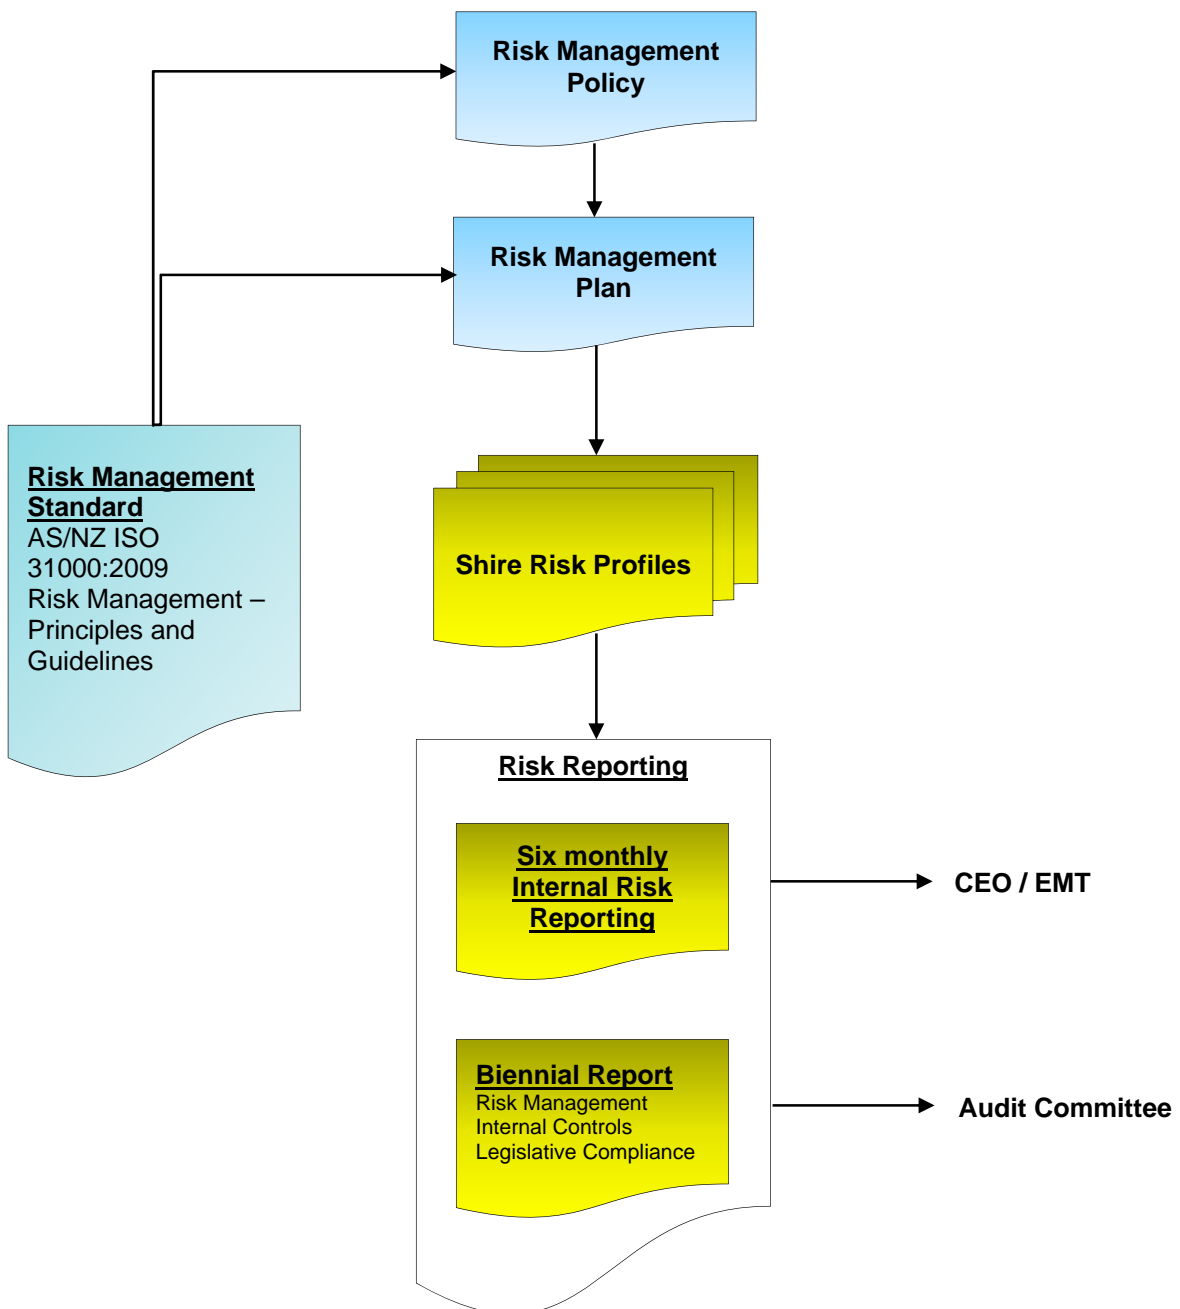 Risk Management
Policy
Risk Management
Plan
Risk Management
Standard
AS/NZ ISO
31000:2009
Risk Management –
Principles and
Guidelines
Shire Risk Profiles
Risk Reporting
Six monthly
Internal Risk
Reporting
CEO / EMT
Biennial Report
Risk Management
Internal Controls
Legislative Compliance
Audit Committee